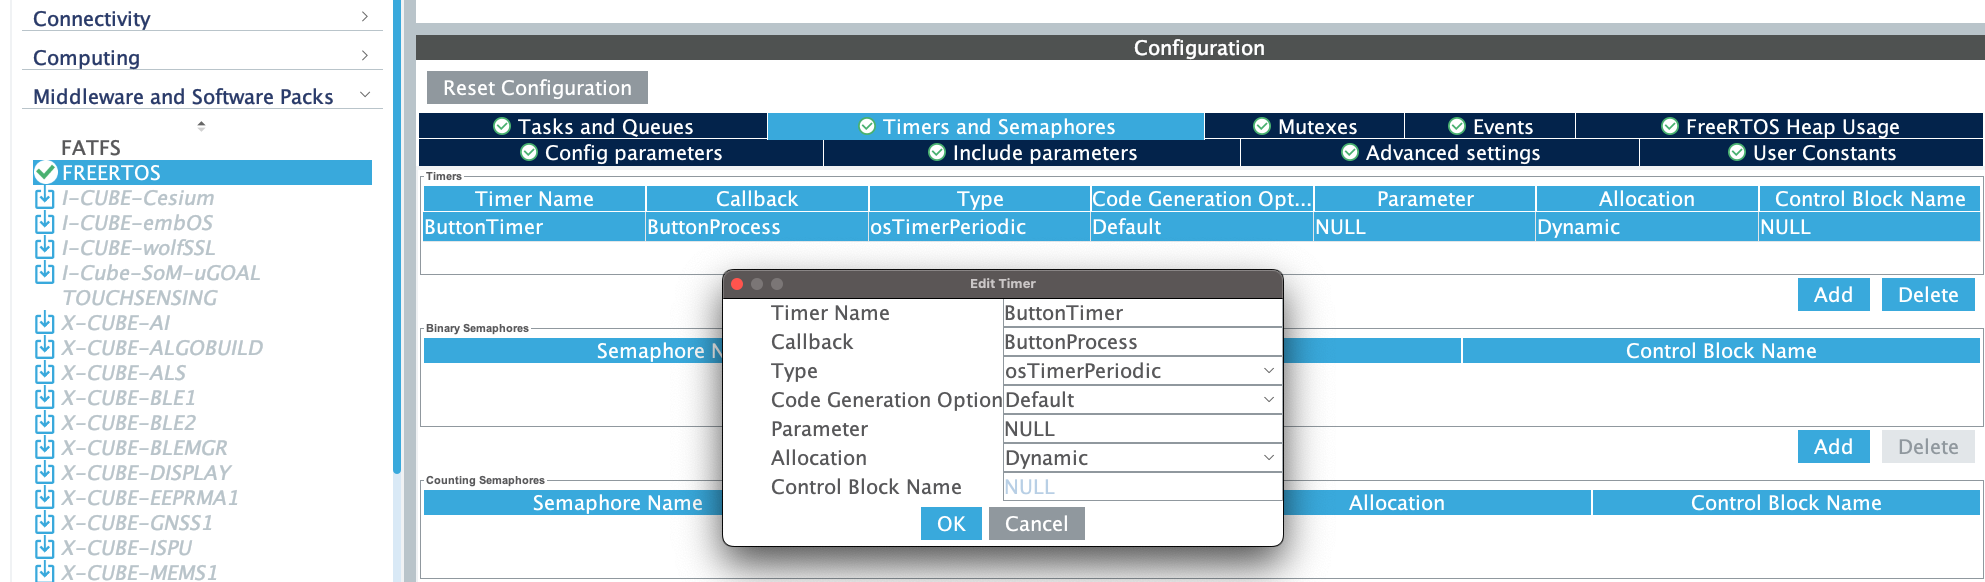 Connectivity
Computing
Middleware and Software Packs
FATFS
FREERTOS
I-CUBE-Cesium
I-CUBE-embOS
I-CUBE-wolfSSL
I-Cube-SoM-uGOAL
TOUCHSENSING
X-CUBE-AI
X-CUBE-ALGOBUILD
X-CUBE-ALS
X-CUBE-BLE1
X-CUBE-BLE2
X-CUBE-BLEMGR
X-CUBE-DISPLAY
X-CUBE-EEPRMA1
X-CUBE-GNSS1
X-CUBE-ISPU
X-CUBE-MEMS1
Configuration
Reset Configuration
Tasks and Queues Timers and Semaphores Mutexes Events FreeRTOS Heap Usage
Config parameters Include parameters Advanced settings User Constants
Timers
Timer Name Callback Type Code Generation Opt... Parameter Allocation Control Block Name
ButtonTimer ButtonProcess osTimerPeriodic Default NULL Dynamic NULL
Add Delete
Binary Semaphores
Semaphore N Control Block Name
Add Delete
Counting Semaphores
Semaphore Name Allocation Control Block Name
Edit Timer
Timer Name ButtonTimer
Callback ButtonProcess
Type osTimerPeriodic
Code Generation Option Default
Parameter NULL
Allocation Dynamic
Control Block Name NULL
OK Cancel